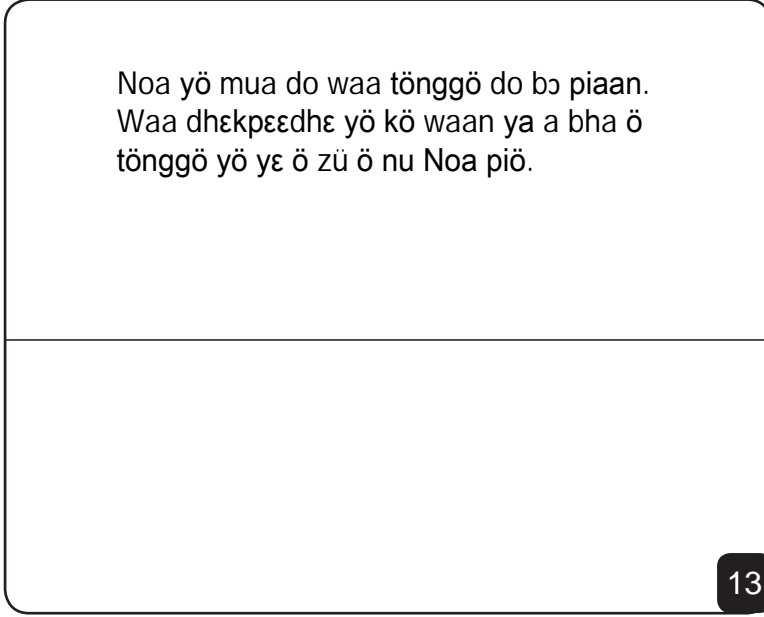 Noa yö mua do waa tönggö do bɔ piaan.
Waa dhɛkpɛɛdhɛ yö kö waan ya a bha ö
tönggö yö yɛ ö zü ö nu Noa piö.
13